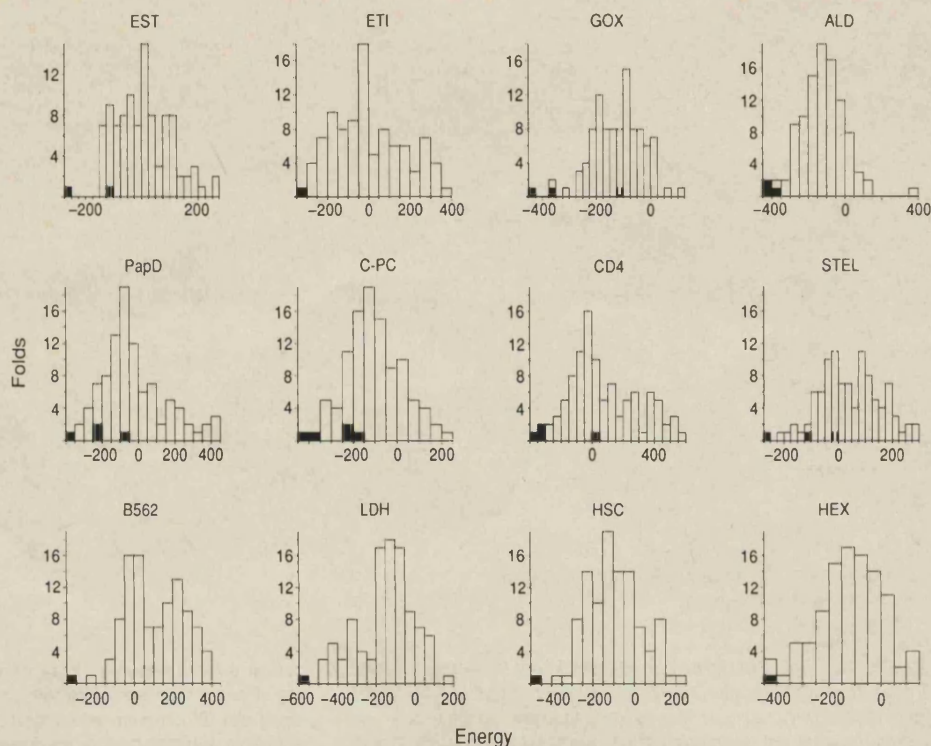 EST ETI GOX ALD
12 8 4 -200 0 200
16 12 8 4 -200 0 200 400
16 12 8 4 -400 -200 0
16 12 8 4 -400 0 400
PapD C-PC CD4 STEL
Folds
16 12 8 4 -200 0 200 400
16 12 8 4 -400 -200 0 200
16 12 8 4 0 400
16 12 8 4 -200 0 200
B562 LDH HSC HEX
16 12 8 4 -200 0 200 400
16 12 8 4 -600 -400 -200 0 200
16 12 8 4 -400 -200 0 200
16 12 8 4 -400 -200 0
Energy